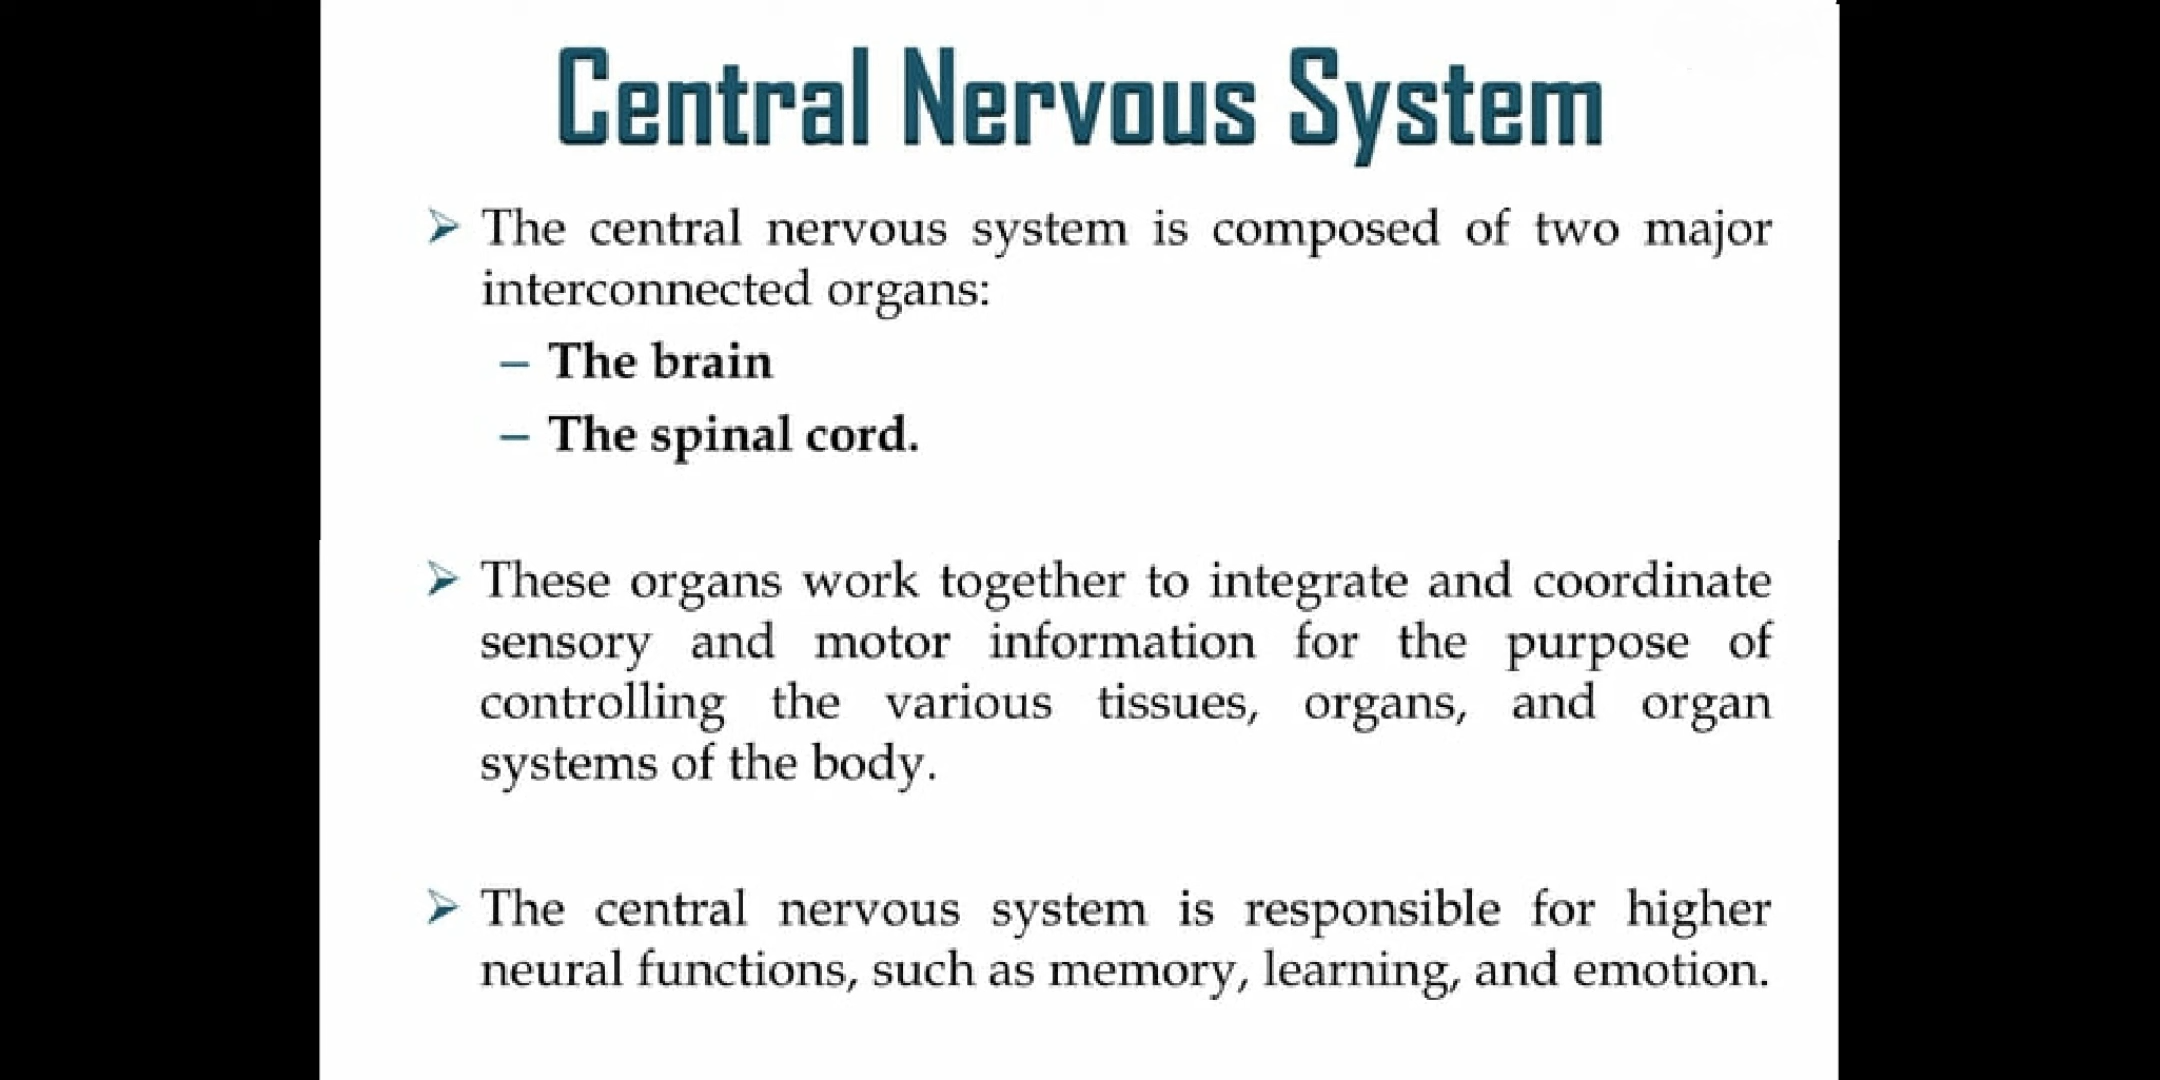 Central Nervous System
➢ The central nervous system is composed of two major
interconnected organs:
– The brain
– The spinal cord.
➢ These organs work together to integrate and coordinate
sensory and motor information for the purpose of
controlling the various tissues, organs, and organ
systems of the body.
➢ The central nervous system is responsible for higher
neural functions, such as memory, learning, and emotion.